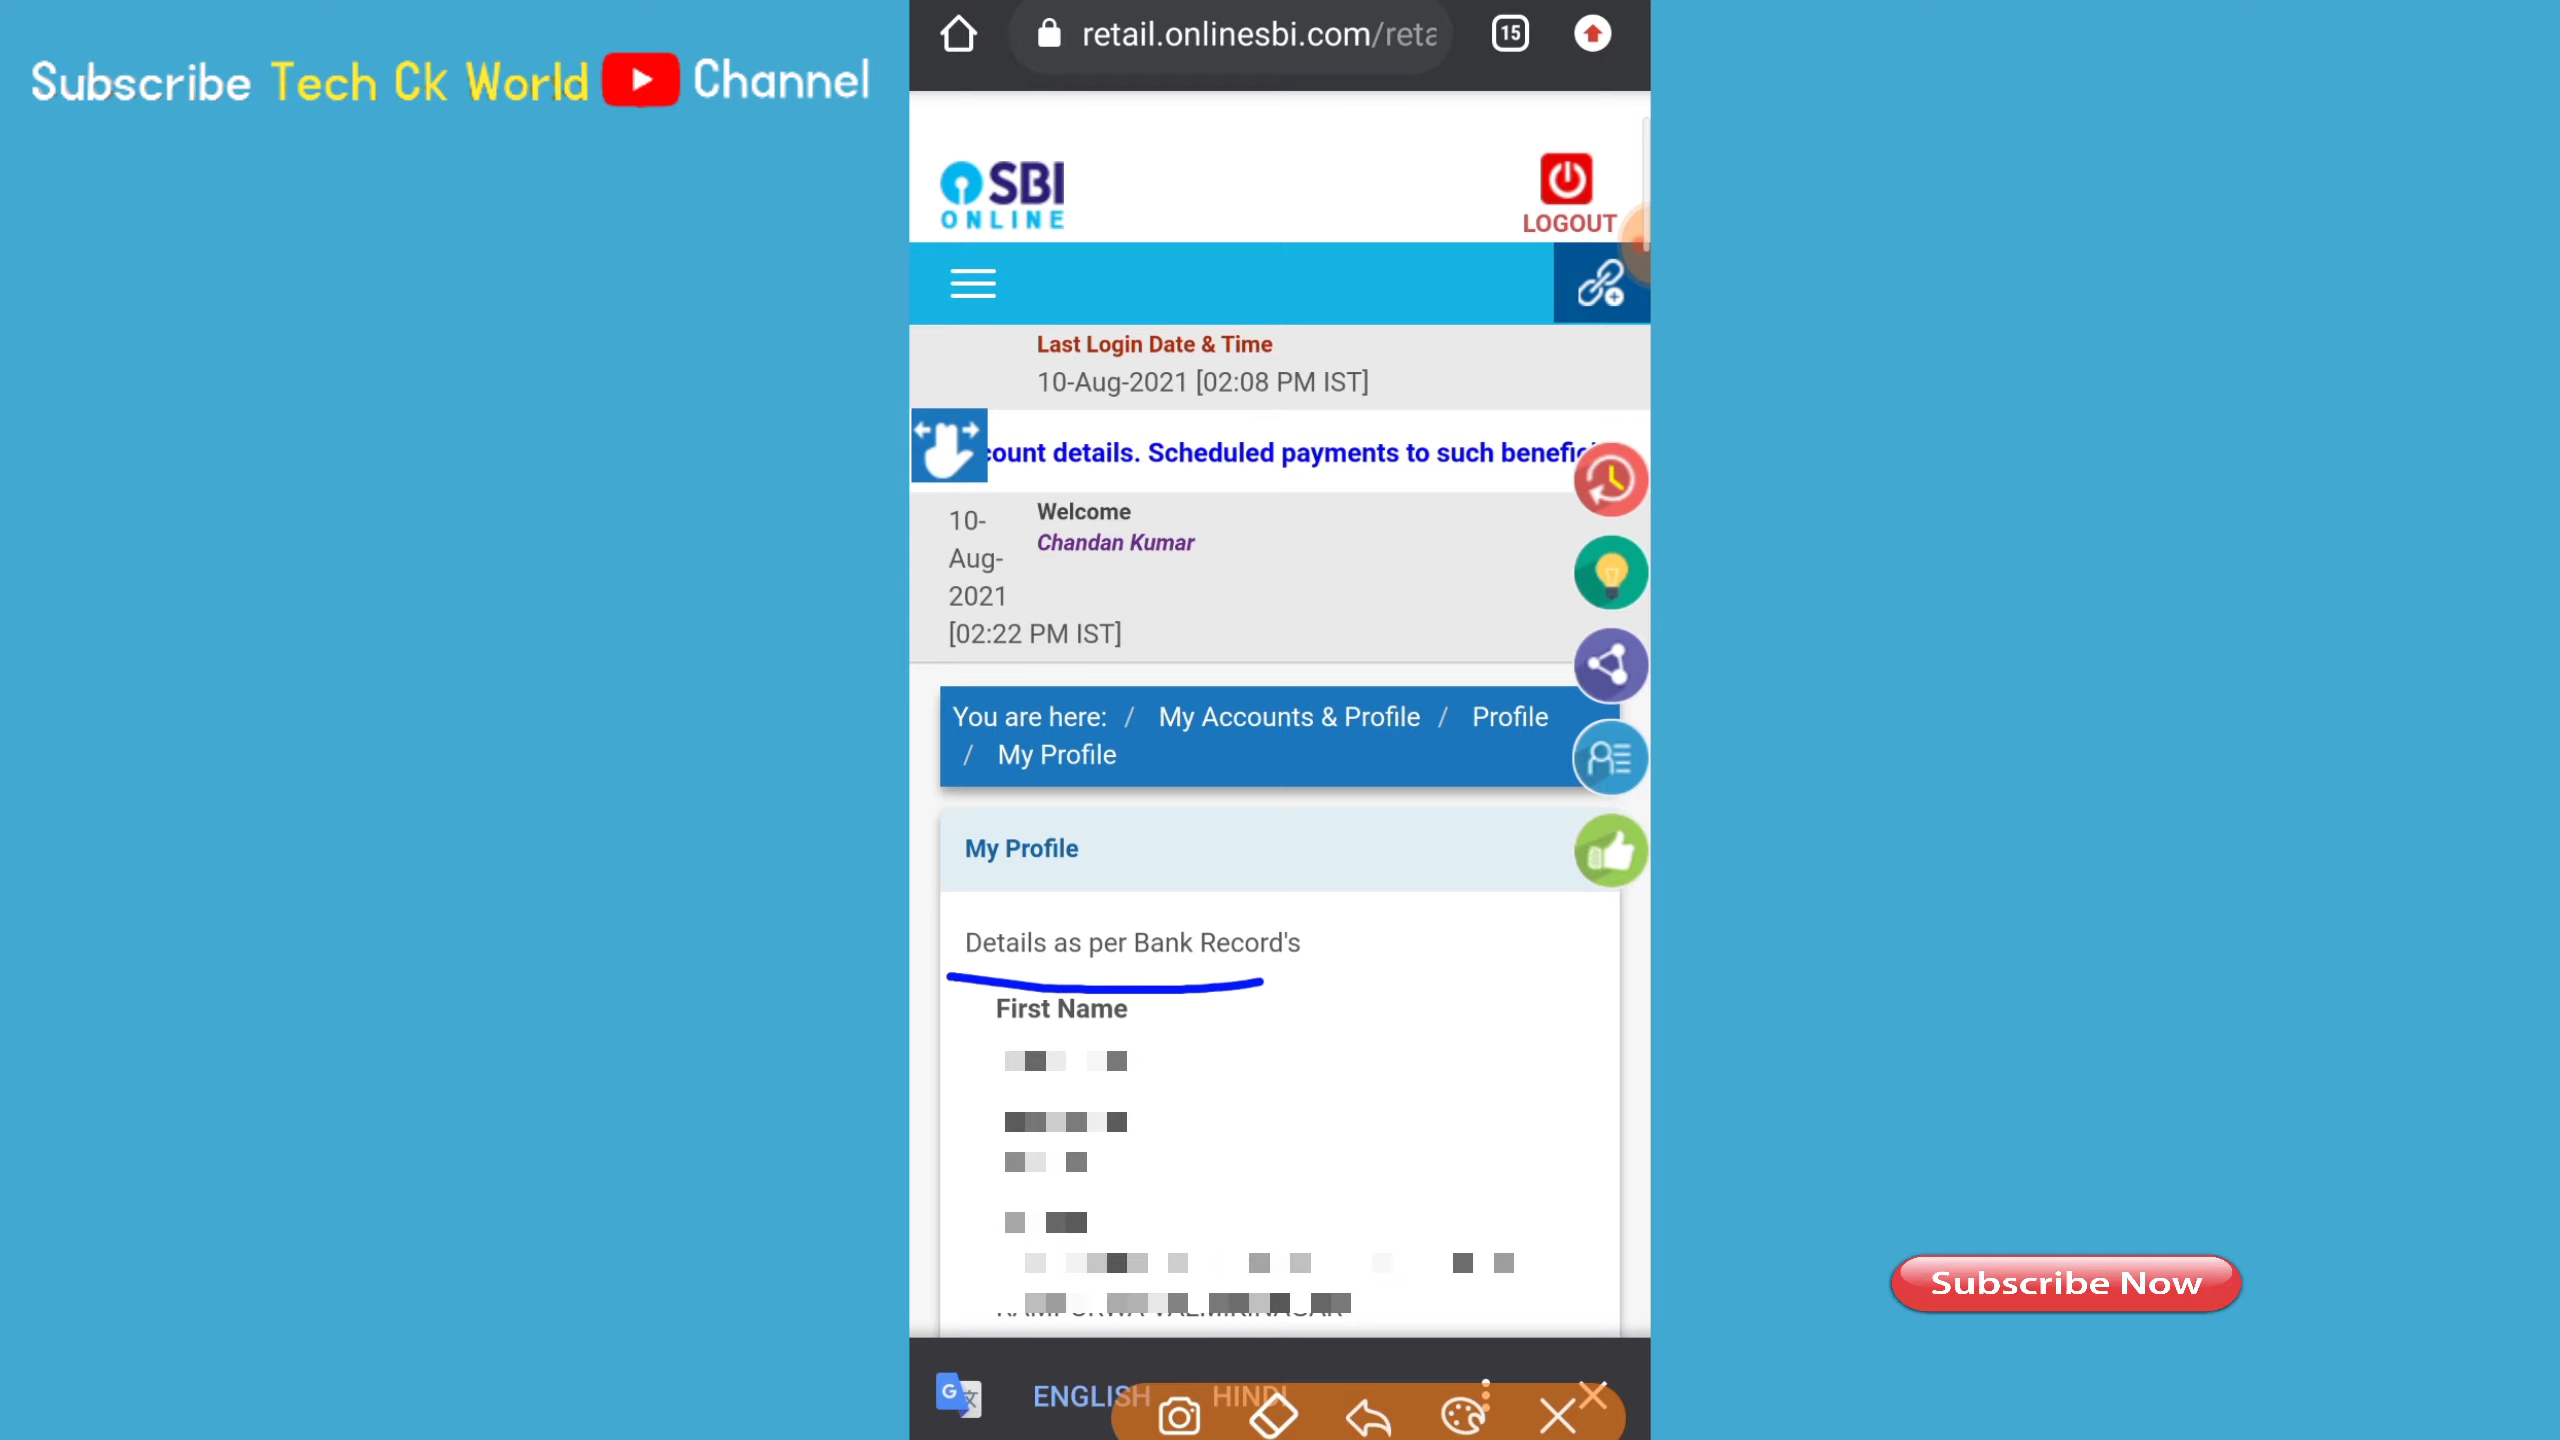 Subscribe Tech Ck World Channel
retail.onlinesbi.com/reta
15
SBI
ONLINE
LOGOUT
Last Login Date & Time
10-Aug-2021 [02:08 PM IST]
count details. Scheduled payments to such benefic
10-
Aug-
2021
[02:22 PM IST]
Welcome
Chandan Kumar
You are here: / My Accounts & Profile / Profile
/ My Profile
My Profile
Details as per Bank Record's
First Name
Subscribe Now
ENGLISH HINDI